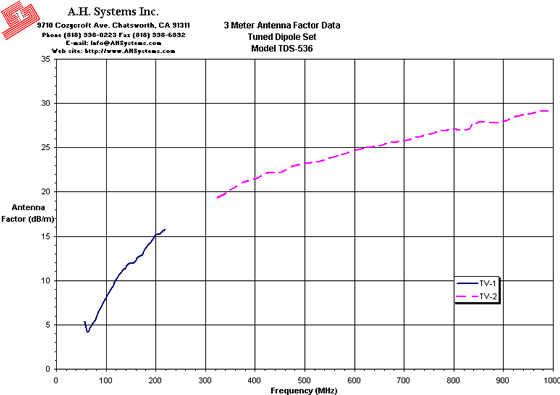 A.H. Systems Inc.
9710 Cozycroft Ave. Chatsworth, CA 91311
Phone (818) 998-0223 Fax (818) 998-6892
E-mail: Info@AHSystems.com
Web site: http://www.AHSystems.com
3 Meter Antenna Factor Data
Tuned Dipole Set
Model TDS-536
35
30
25
20
15
10
5
0
Antenna
Factor (dB/m)
TV-1
TV-2
0 100 200 300 400 500 600 700 800 900 1000
Frequency (MHz)